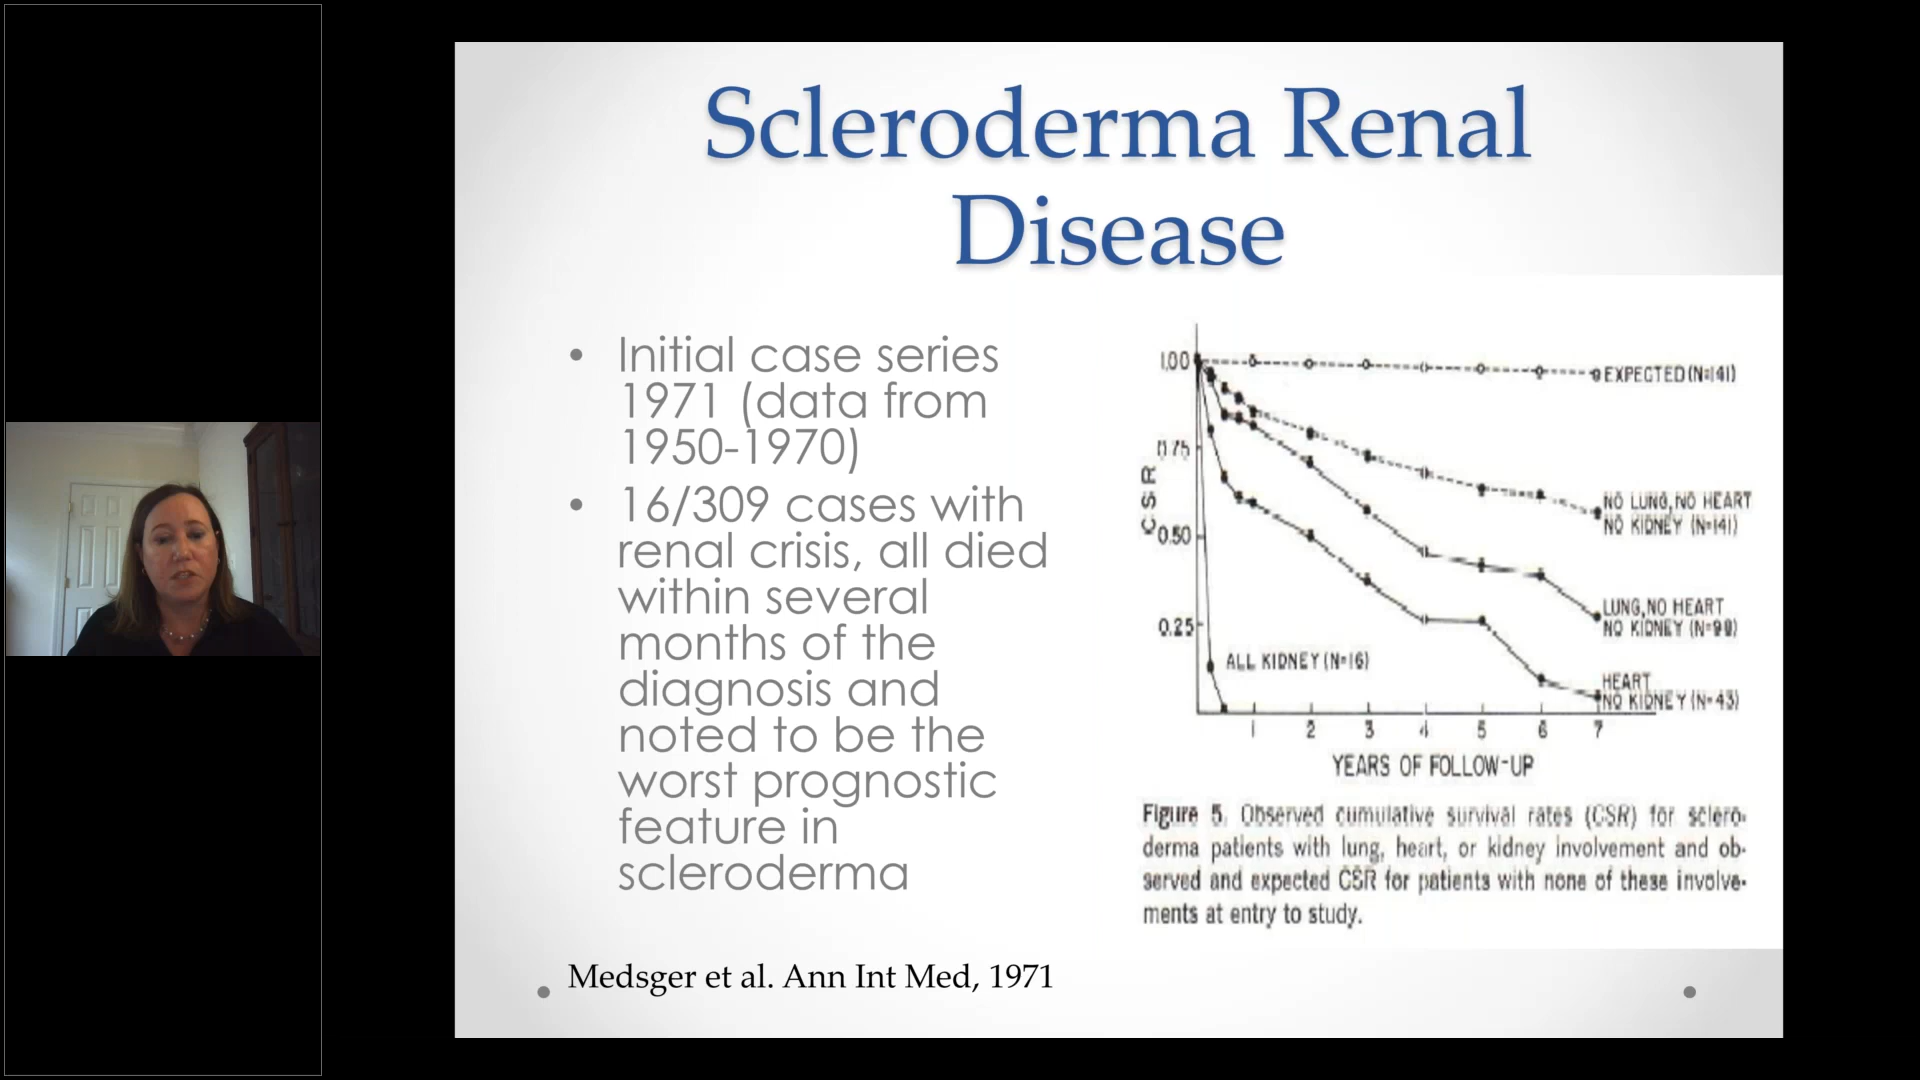 Scleroderma Renal
Disease
• Initial case series
1971 (data from
1950-1970)
• 16/309 cases with
renal crisis, all died
within several
months of the
diagnosis and
noted to be the
worst prognostic
feature in
scleroderma
Medsger et al. Ann Int Med, 1971
1.00
0.75
0.50
0.25
CSR
EXPECTED (N=141)
NO LUNG, NO HEART
NO KIDNEY (N=141)
LUNG, NO HEART
NO KIDNEY
HEART
NO KIDNEY (N=43)
ALL KIDNEY (N=16)
1 2 3 4 5 6 7
YEARS OF FOLLOW-UP
Figure 5. Observed cumulative survival rates (CSR) for sclero-
derma patients with lung, heart, or kidney involvement and ob-
served and expected CSR for patients with none of these involve-
ments at entry to study.